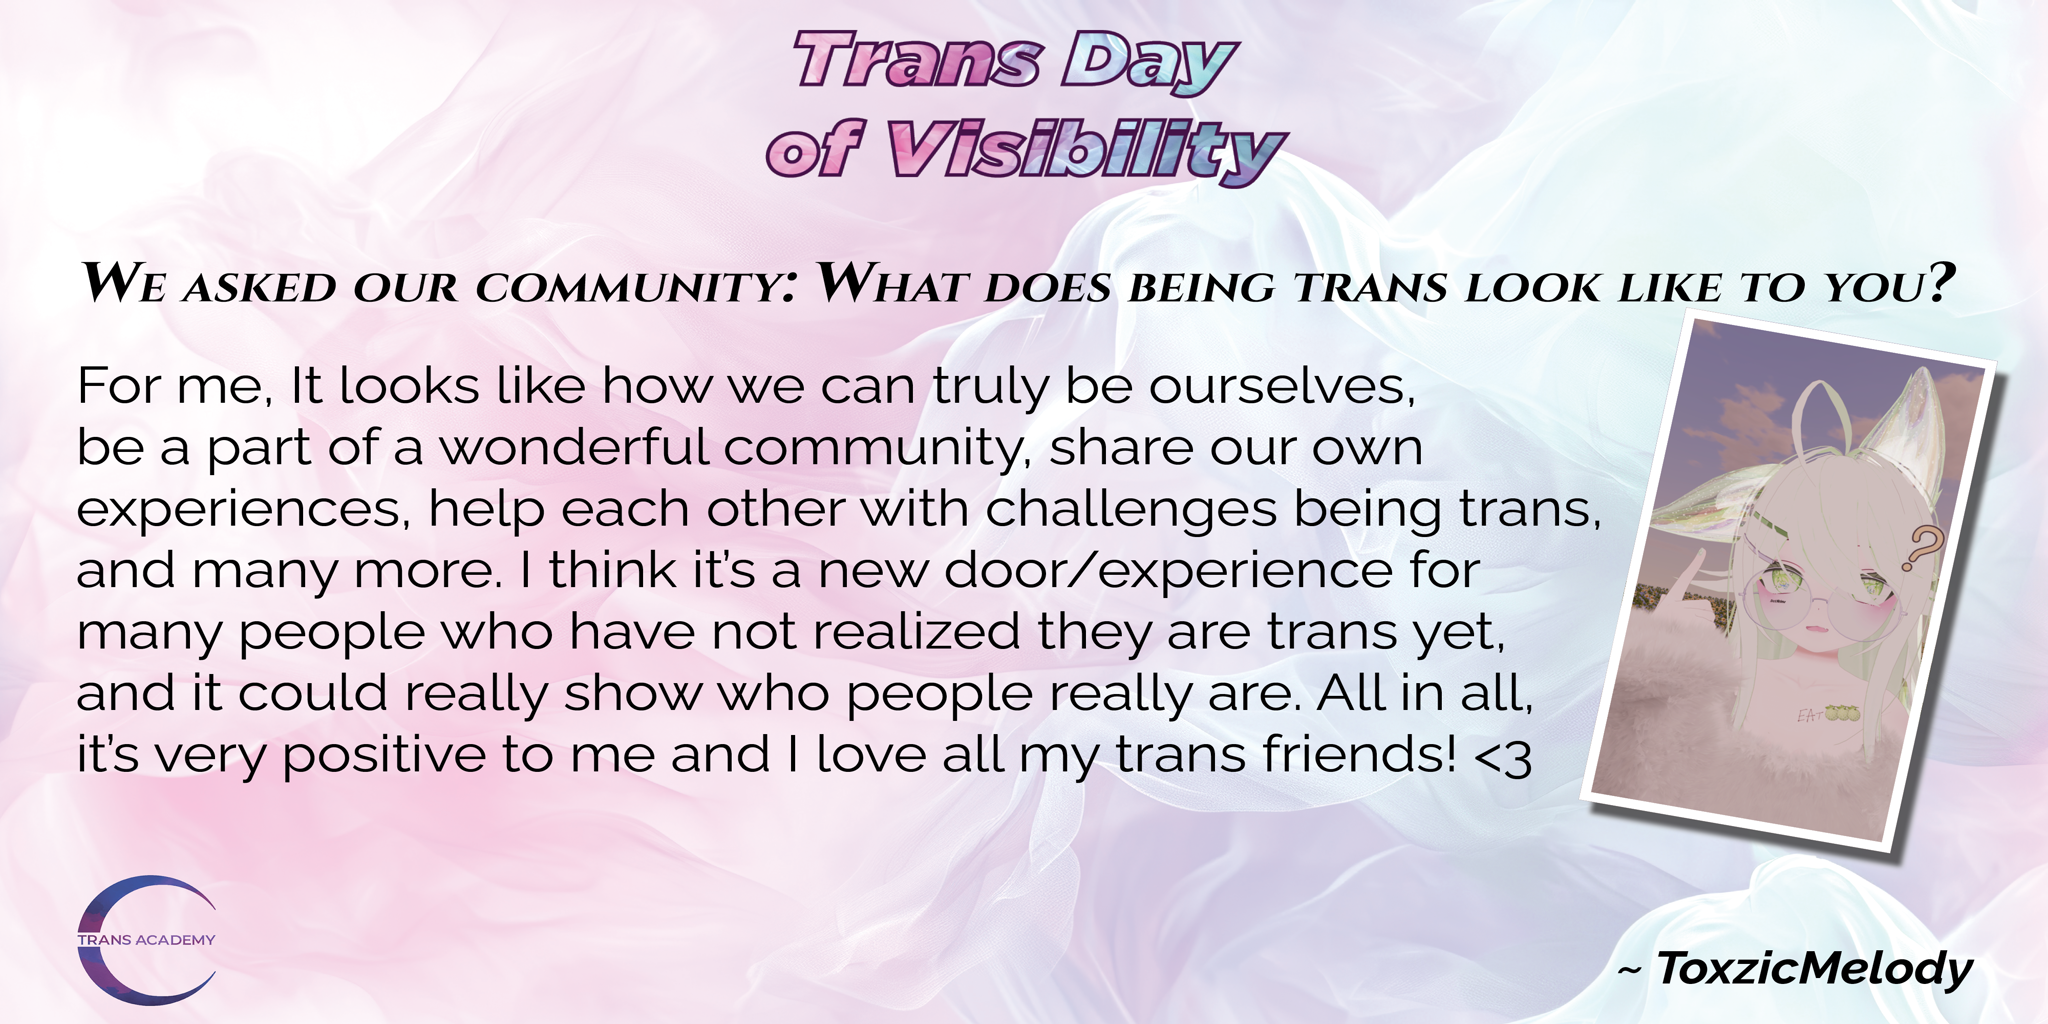 Trans Day
of Visibility
We asked our community: What does being trans look like to you?
For me, It looks like how we can truly be ourselves,
be a part of a wonderful community, share our own
experiences, help each other with challenges being trans,
and many more. I think it's a new door/experience for
many people who have not realized they are trans yet,
and it could really show who people really are. All in all,
it's very positive to me and I love all my trans friends! <3
?
EAT
TRANS ACADEMY
~ ToxzicMelody